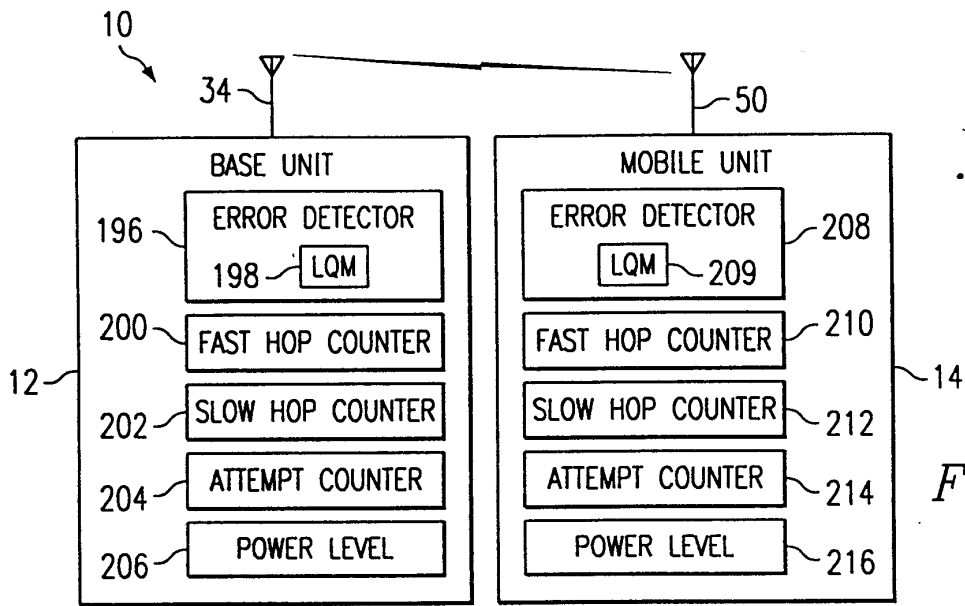 10
34
50
BASE UNIT
MOBILE UNIT
ERROR DETECTOR
ERROR DETECTOR
196
208
198
LQM
LQM
209
200
FAST HOP COUNTER
FAST HOP COUNTER
210
12
14
202
SLOW HOP COUNTER
SLOW HOP COUNTER
212
204
ATTEMPT COUNTER
ATTEMPT COUNTER
214
F
206
POWER LEVEL
POWER LEVEL
216